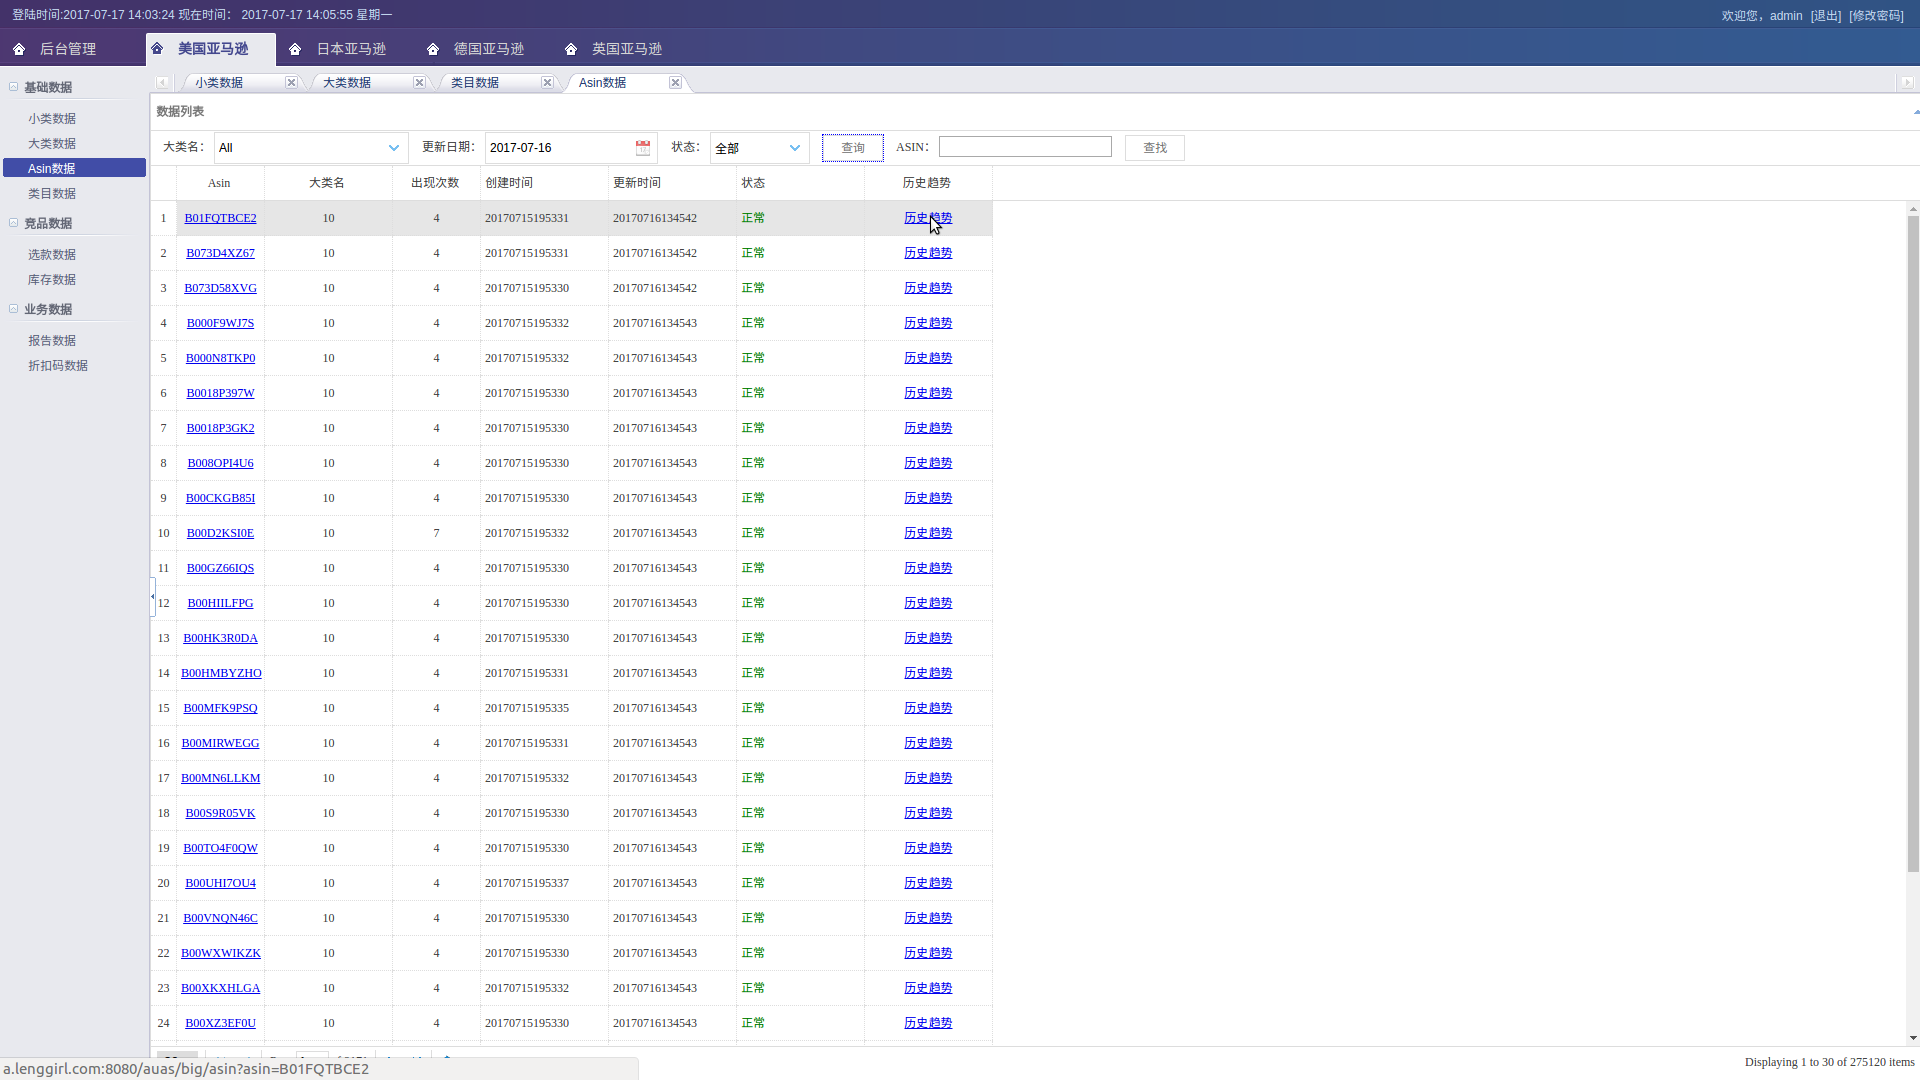 登陆时间:2017-07-17 14:03:24 现在时间： 2017-07-17 14:05:55 星期一
欢迎您，admin [退出] [修改密码]
后台管理 美国亚马逊 日本亚马逊 德国亚马逊 英国亚马逊
小类数据 大类数据 类目数据 Asin数据
基础数据
小类数据
大类数据
Asin数据
类目数据
竞品数据
选款数据
库存数据
业务数据
报告数据
折扣码数据
数据列表
大类名： All 更新日期： 2017-07-16 状态： 全部 查询 ASIN： 查找
Asin 大类名 出现次数 创建时间 更新时间 状态 历史趋势
1 B01FQTBCE2 10 4 20170715195331 20170716134542 正常 历史趋势
2 B073D4XZ67 10 4 20170715195331 20170716134542 正常 历史趋势
3 B073D58XVG 10 4 20170715195330 20170716134542 正常 历史趋势
4 B000F9WJ7S 10 4 20170715195332 20170716134543 正常 历史趋势
5 B000N8TKP0 10 4 20170715195332 20170716134543 正常 历史趋势
6 B0018P397W 10 4 20170715195330 20170716134543 正常 历史趋势
7 B0018P3GK2 10 4 20170715195330 20170716134543 正常 历史趋势
8 B008OPI4U6 10 4 20170715195330 20170716134543 正常 历史趋势
9 B00CKGB85I 10 4 20170715195330 20170716134543 正常 历史趋势
10 B00D2KSI0E 10 7 20170715195332 20170716134543 正常 历史趋势
11 B00GZ66IQS 10 4 20170715195330 20170716134543 正常 历史趋势
12 B00HIILFPG 10 4 20170715195330 20170716134543 正常 历史趋势
13 B00HK3R0DA 10 4 20170715195330 20170716134543 正常 历史趋势
14 B00HMBYZHO 10 4 20170715195331 20170716134543 正常 历史趋势
15 B00MFK9PSQ 10 4 20170715195335 20170716134543 正常 历史趋势
16 B00MIRWEGG 10 4 20170715195331 20170716134543 正常 历史趋势
17 B00MN6LLKM 10 4 20170715195332 20170716134543 正常 历史趋势
18 B00S9R05VK 10 4 20170715195330 20170716134543 正常 历史趋势
19 B00TO4F0QW 10 4 20170715195330 20170716134543 正常 历史趋势
20 B00UHI7OU4 10 4 20170715195337 20170716134543 正常 历史趋势
21 B00VNQN46C 10 4 20170715195330 20170716134543 正常 历史趋势
22 B00WXWIKZK 10 4 20170715195330 20170716134543 正常 历史趋势
23 B00XKXHLGA 10 4 20170715195332 20170716134543 正常 历史趋势
24 B00XZ3EF0U 10 4 20170715195330 20170716134543 正常 历史趋势
a.lenggirl.com:8080/auas/big/asin?asin=B01FQTBCE2
Displaying 1 to 30 of 275120 items